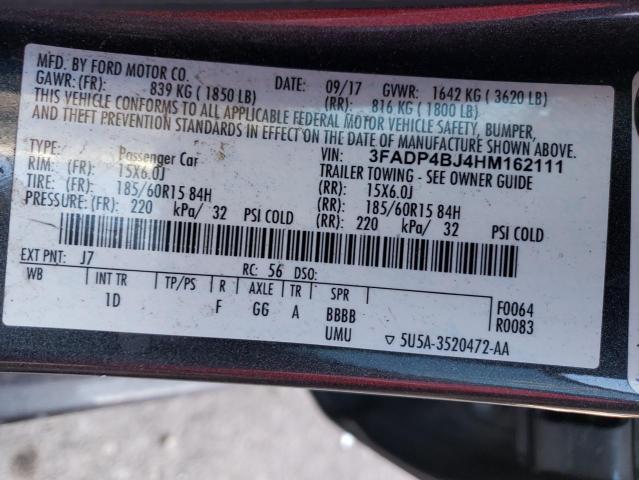 MFD. BY FORD MOTOR CO. DATE: 09/17 GVWR: 1642 KG ( 3620 LB)
GAWR: (FR): 839 KG ( 1850 LB) (RR): 816 KG ( 1800 LB)
THIS VEHICLE CONFORMS TO ALL APPLICABLE FEDERAL MOTOR VEHICLE SAFETY, BUMPER,
AND THEFT PREVENTION STANDARDS IN EFFECT ON THE DATE OF MANUFACTURE SHOWN ABOVE.
VIN: 3FADP4BJ4HM162111
TYPE: Passenger Car TRAILER TOWING - SEE OWNER GUIDE
RIM: (FR): 15X6.0J (RR): 15X6.0J
TIRE: (FR): 185/60R15 84H (RR): 185/60R15 84H
PRESSURE: (FR): 220 kPa/ 32 PSI COLD (RR): 220 kPa/ 32 PSI COLD
EXT PNT: J7 RC: 56 DSO:
WB INT TR TP/PS R AXLE TR SPR F0064
1D F GG A BBBB R0083
UMU ▽ 5U5A-3520472-AA